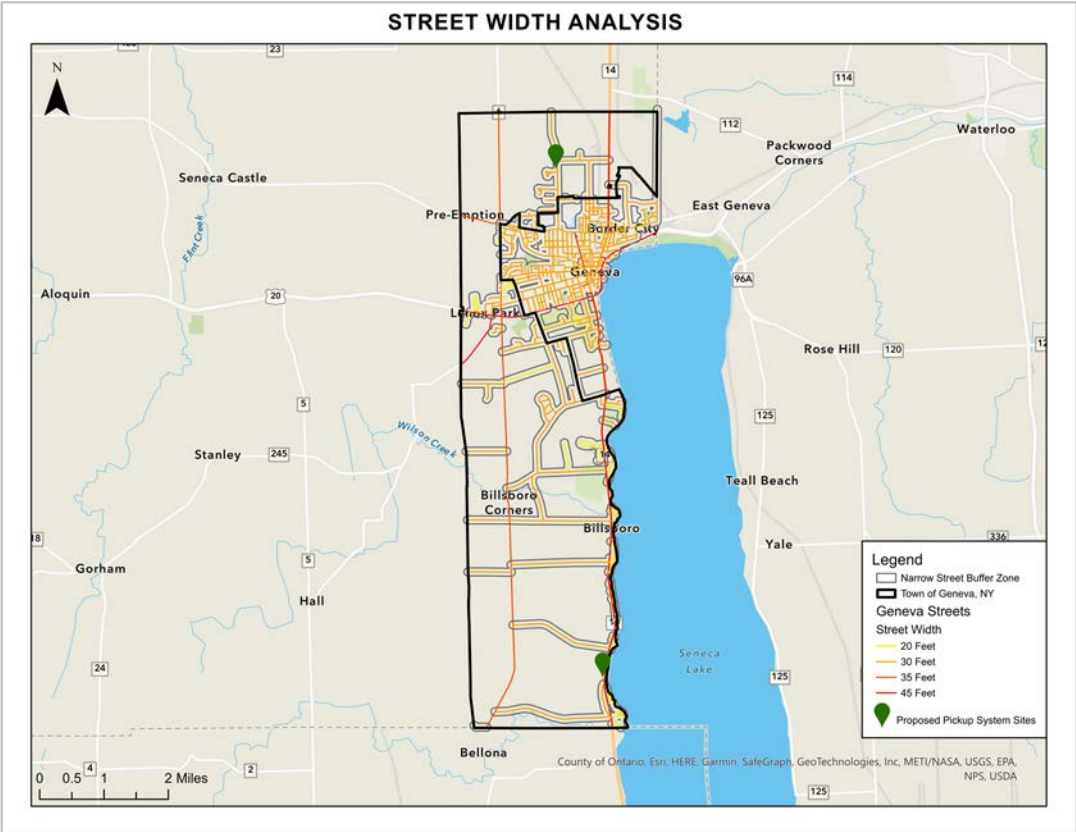 STREET WIDTH ANALYSIS
23
14
N
114
6
112
Waterloo
Packwood
Corners
Seneca Castle
Flint Creek
East Geneva
Pre-Emption
Border City
Geneva
96A
Aloquin
20
Rose Hill
120
5
125
Wilson Creek
Stanley
245
14
Teall Beach
Billsboro
Corners
Billsboro
336
18
Yale
5
Gorham
Hall
Legend
Narrow Street Buffer Zone
Town of Geneva, NY
Geneva Streets
Street Width
20 Feet
30 Feet
35 Feet
45 Feet
Proposed Pickup System Sites
Seneca
Lake
24
125
Bellona
County of Ontario, Esri, HERE, Garmin, SafeGraph, GeoTechnologies, Inc, METI/NASA, USGS, EPA,
NPS, USDA
4
2
0 0.5 1 2 Miles
125